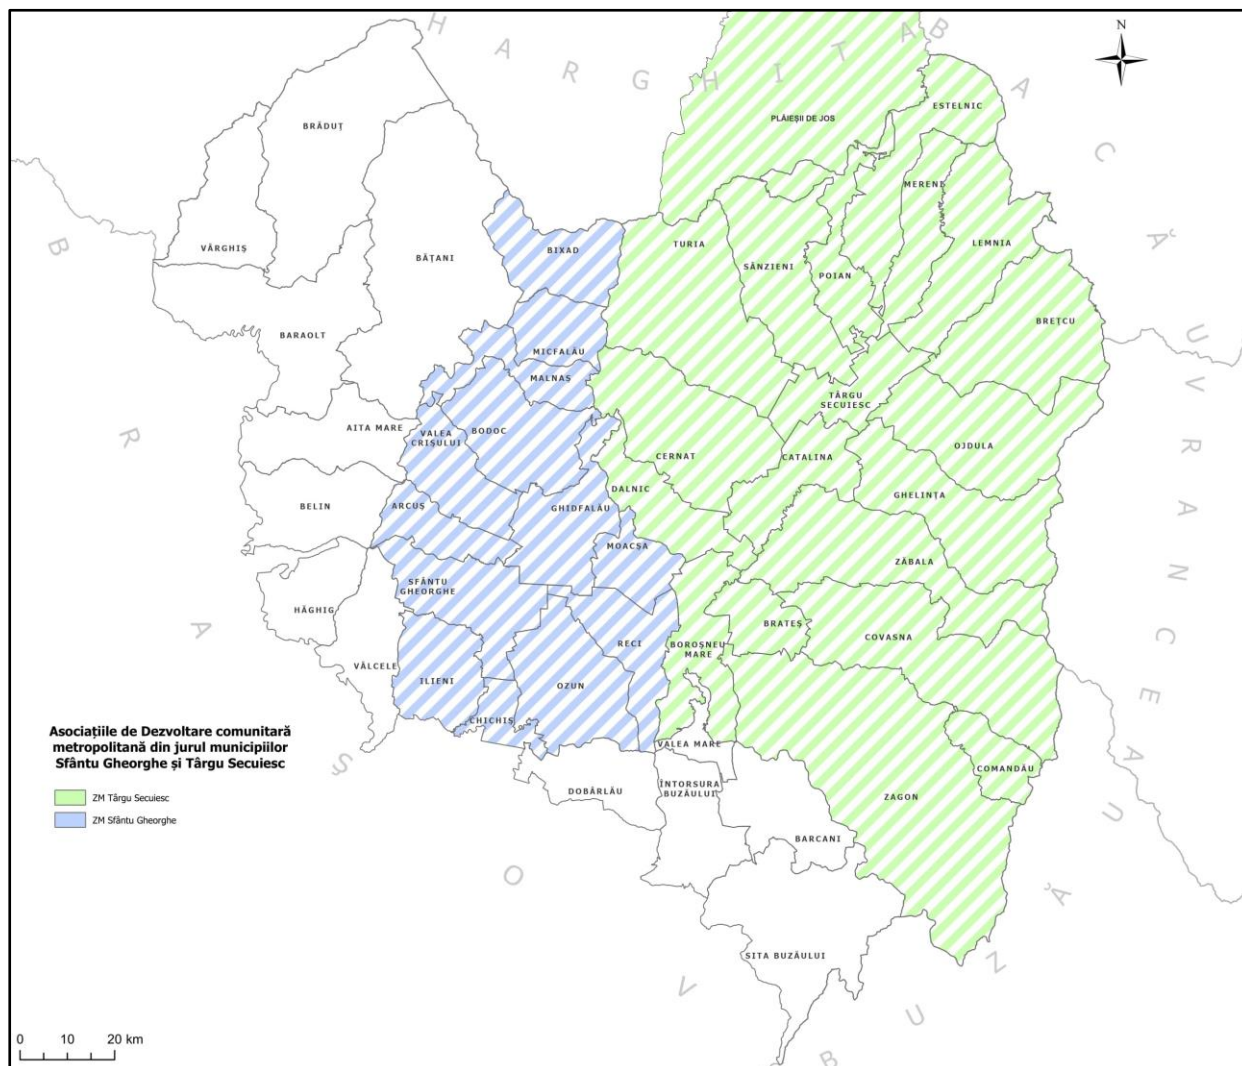 HARGHITA
BACĂU
N
ESTELNIC
PLĂIEȘII DE JOS
BRĂDUȚ
MERENI
VÂRGHIȘ
BIXAD
TURIA
LEMNIA
BĂȚANI
SÂNZIENI
POIAN
BREȚCU
BARAOLT
MICFALĂU
MALNAȘ
TÂRGU
SECUIESC
AITA MARE
VALEA
CRIȘULUI
BODOC
CERNAT
CATALINA
OJDULA
DALNIC
GHELINȚA
BELIN
ARCUȘ
GHIDFALĂU
MOACȘA
ZĂBALA
SFÂNTU
GHEORGHE
HĂGHIG
BRATEȘ
COVASNA
RECI
BOROȘNEU
MARE
VÂLCELE
ILIENI
OZUN
CHICHIȘ
VALEA MARE
COMANDĂU
ÎNTORSURA
BUZĂULUI
DOBÂRLĂU
ZAGON
BARCANI
SITA BUZĂULUI
VRANCEA
BRAȘOV
BUZĂU
Asociațiile de Dezvoltare comunitară
metropolitană din jurul municipiilor
Sfântu Gheorghe și Târgu Secuiesc
ZM Târgu Secuiesc
ZM Sfântu Gheorghe
0 10 20 km